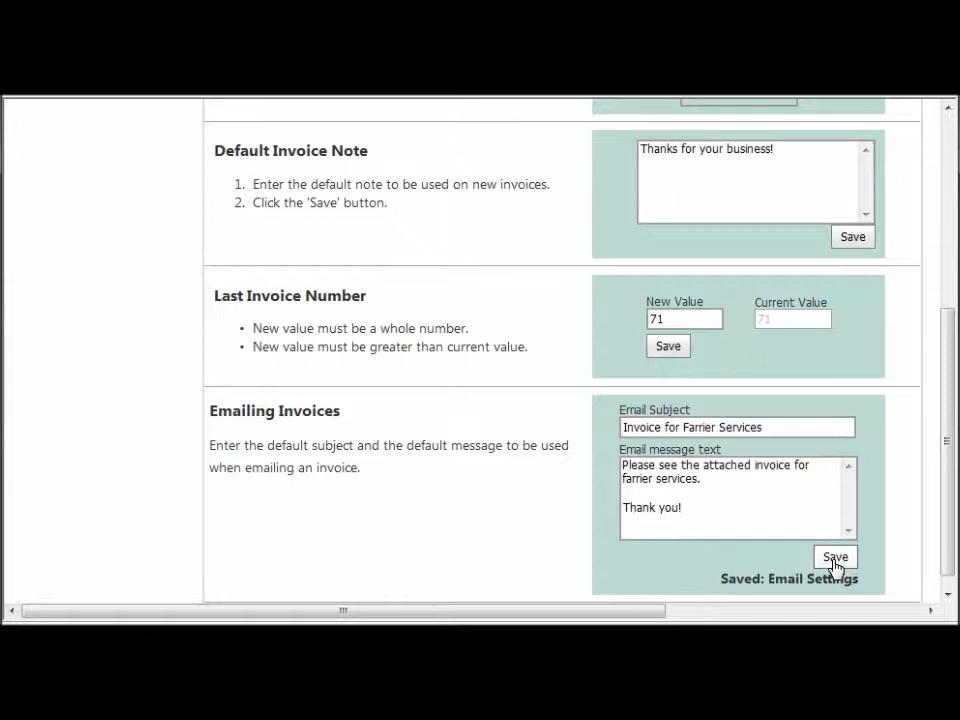 Default Invoice Note
1. Enter the default note to be used on new invoices.
2. Click the 'Save' button.
Thanks for your business!
Save
Last Invoice Number
• New value must be a whole number.
• New value must be greater than current value.
New Value
Current Value
71
71
Save
Emailing Invoices
Enter the default subject and the default message to be used
when emailing an invoice.
Email Subject
Invoice for Farrier Services
Email message text
Please see the attached invoice for
farrier services.
Thank you!
Save
Saved: Email Settings